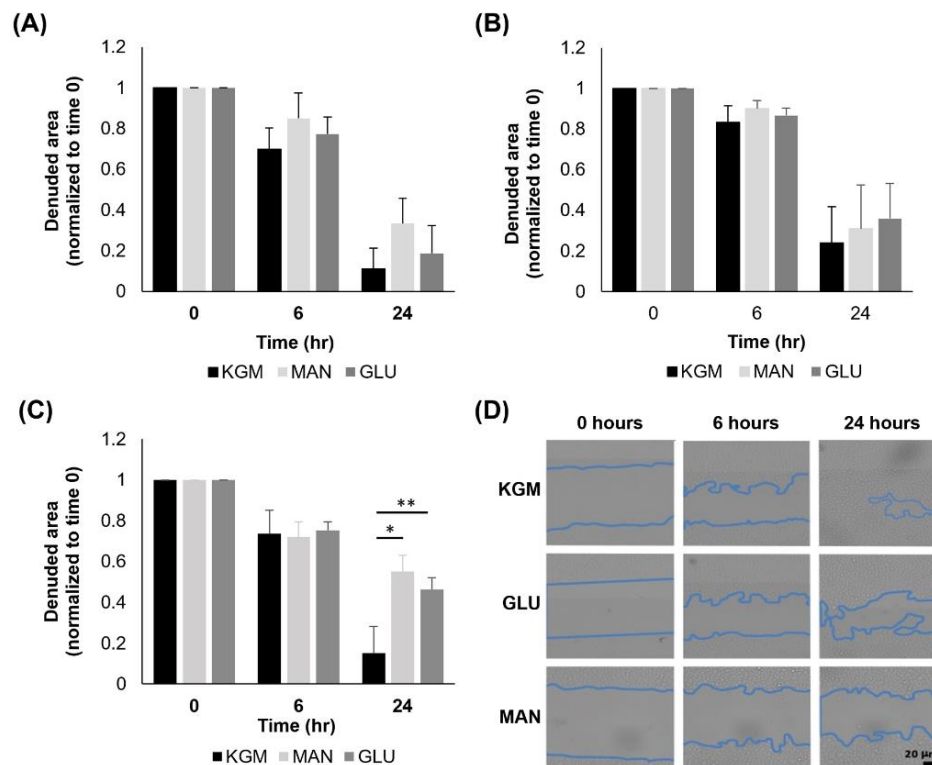 (A)
1.2
1
0.8
0.6
0.4
0.2
0
Denuded area
(normalized to time 0)
0 6 24
Time (hr)
KGM MAN GLU
(B)
1.2
1
0.8
0.6
0.4
0.2
0
Denuded area
(normalized to time 0)
0 6 24
Time (hr)
KGM MAN GLU
(C)
1.2
1
0.8
0.6
0.4
0.2
0
Denuded area
(normalized to time 0)
**
*
0 6 24
Time (hr)
KGM MAN GLU
(D)
0 hours 6 hours 24 hours
KGM
GLU
MAN
20 μm